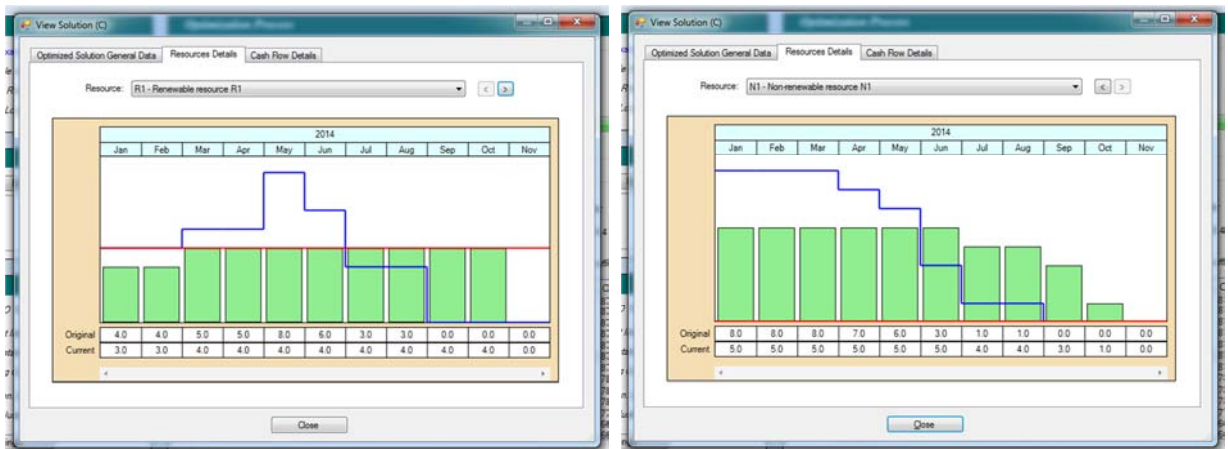 View Solution (C)
Optimization Process
Optimized Solution General Data Resources Details Cash Flow Details
Resource: R1 - Renewable resource R1 < >
2014
Jan Feb Mar Apr May Jun Jul Aug Sep Oct Nov
Original 4.0 4.0 5.0 5.0 8.0 6.0 3.0 3.0 0.0 0.0 0.0
Current 3.0 3.0 4.0 4.0 4.0 4.0 4.0 4.0 4.0 4.0 0.0
Close
View Solution (C)
Optimization Process
Optimized Solution General Data Resources Details Cash Flow Details
Resource: N1 - Non-renewable resource N1 < >
2014
Jan Feb Mar Apr May Jun Jul Aug Sep Oct Nov
Original 8.0 8.0 8.0 7.0 6.0 3.0 1.0 1.0 0.0 0.0 0.0
Current 5.0 5.0 5.0 5.0 5.0 5.0 4.0 4.0 3.0 1.0 0.0
Close